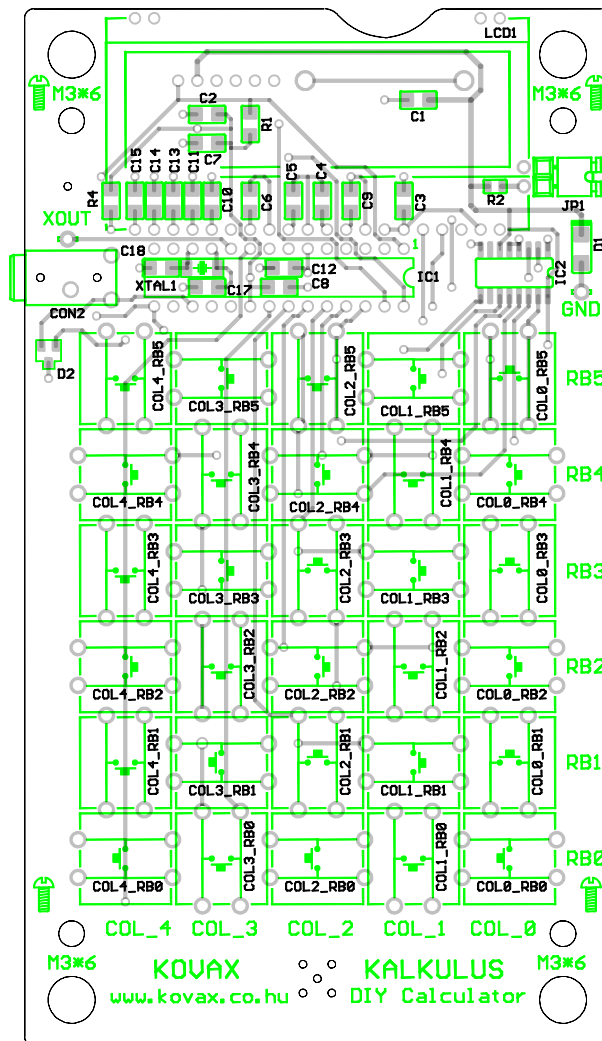 LCD1
M3*6
M3*6
C2
C1
R1
C7
C15
C14
C13
C11
R4
C10
C6
C5
C4
C9
C3
R2
JP1
XOUT
D1
C18
1
IC1
IC2
C12
XTAL1
C17
C8
CON2
GND
D2
COL4_RB5
COL3_RB5
COL2_RB5
COL1_RB5
COL0_RB5
RB5
COL4_RB4
COL3_RB4
COL2_RB4
COL1_RB4
COL0_RB4
RB4
COL4_RB3
COL3_RB3
COL2_RB3
COL1_RB3
COL0_RB3
RB3
COL4_RB2
COL3_RB2
COL2_RB2
COL1_RB2
COL0_RB2
RB2
COL4_RB1
COL3_RB1
COL2_RB1
COL1_RB1
COL0_RB1
RB1
COL4_RB0
COL3_RB0
COL2_RB0
COL1_RB0
COL0_RB0
RB0
COL_4 COL_3 COL_2 COL_1 COL_0
M3*6
M3*6
KOVAX
KALKULUS
www.kovax.co.hu
DIY Calculator